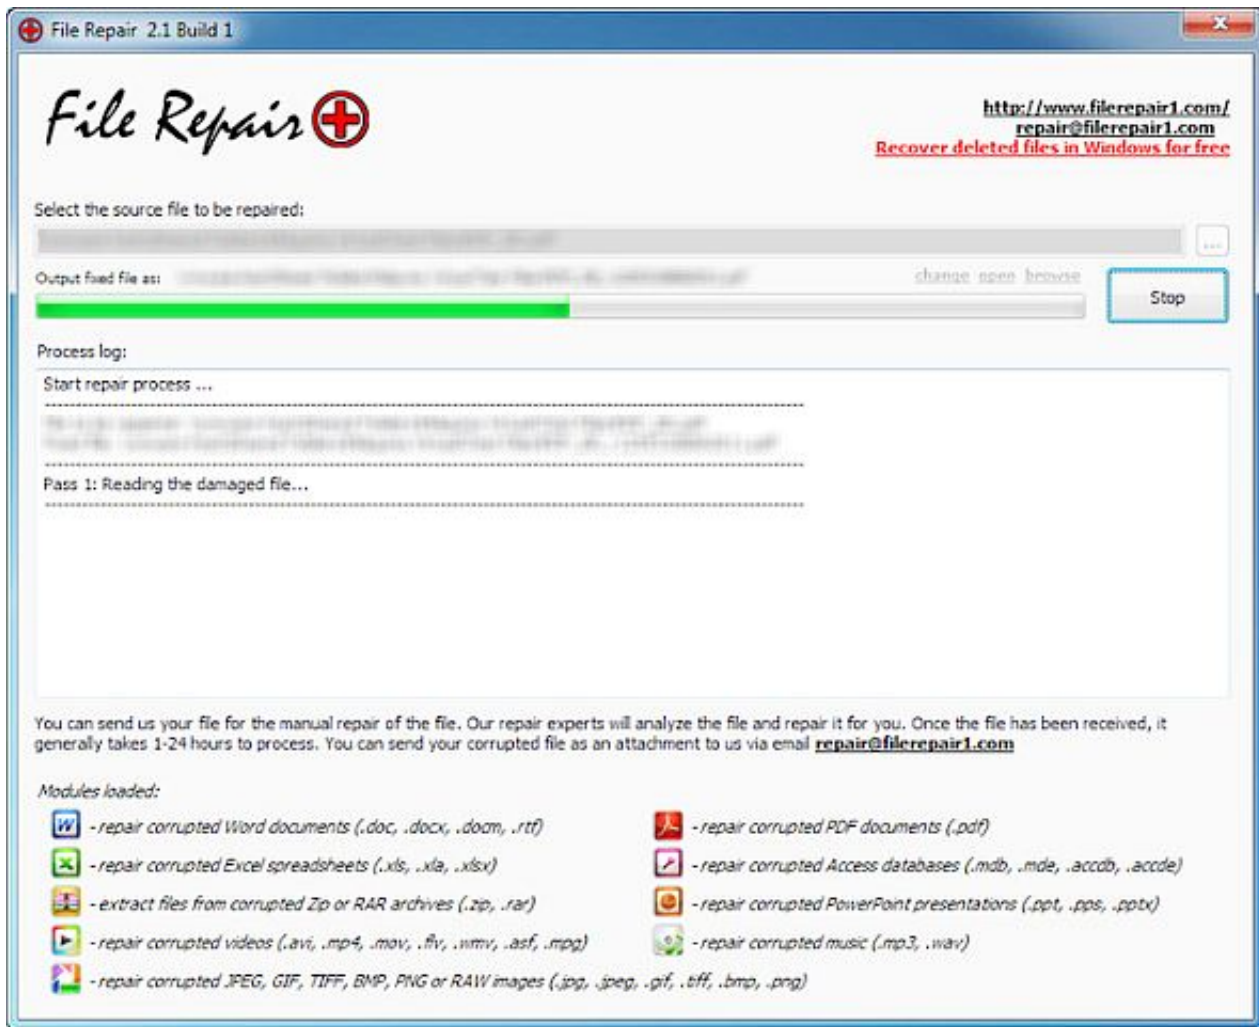 File Repair 2.1 Build 1
File Repair
http://www.filerepair1.com/
repair@filerepair1.com
Recover deleted files in Windows for free
Select the source file to be repaired:
...
Output fixed file as:
change open browse
Stop
Process log:
Start repair process ...
Pass 1: Reading the damaged file...
You can send us your file for the manual repair of the file. Our repair experts will analyze the file and repair it for you. Once the file has been received, it
generally takes 1-24 hours to process. You can send your corrupted file as an attachment to us via email repair@filerepair1.com
Modules loaded:
- repair corrupted Word documents (.doc, .docx, .docm, .rtf)
- repair corrupted PDF documents (.pdf)
- repair corrupted Excel spreadsheets (.xls, .xla, .xlsx)
- repair corrupted Access databases (.mdb, .mde, .accdb, .accde)
- extract files from corrupted Zip or RAR archives (.zip, .rar)
- repair corrupted PowerPoint presentations (.ppt, .pps, .pptx)
- repair corrupted videos (.avi, .mp4, .mov, .flv, .wmv, .asf, .mpg)
- repair corrupted music (.mp3, .wav)
- repair corrupted JPEG, GIF, TIFF, BMP, PNG or RAW images (.jpg, .jpeg, .gif, .tiff, .bmp, .png)